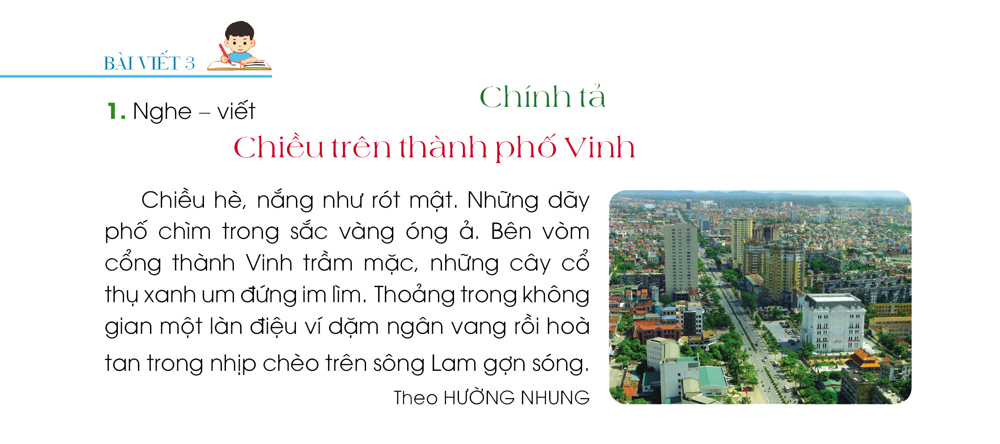 BÀI VIẾT 3
Chính tả
1. Nghe – viết
Chiều trên thành phố Vinh
Chiều hè, nắng như rót mật. Những dãy
phố chìm trong sắc vàng óng ả. Bên vòm
cổng thành Vinh trầm mặc, những cây cổ
thụ xanh um đứng im lìm. Thoảng trong không
gian một làn điệu ví dặm ngân vang rồi hoà
tan trong nhịp chèo trên sông Lam gợn sóng.
Theo HƯỜNG NHUNG